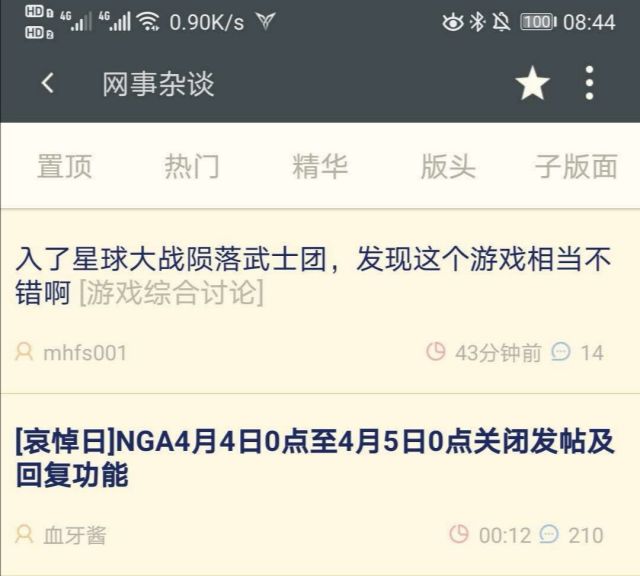 HD1 4G 4G 0.90K/s 100 08:44
HD2
网事杂谈
置顶 热门 精华 版头 子版面
入了星球大战陨落武士团，发现这个游戏相当不
错啊 [游戏综合讨论]
mhfs001 43分钟前 14
[哀悼日]NGA4月4日0点至4月5日0点关闭发帖及
回复功能
血牙酱 00:12 210